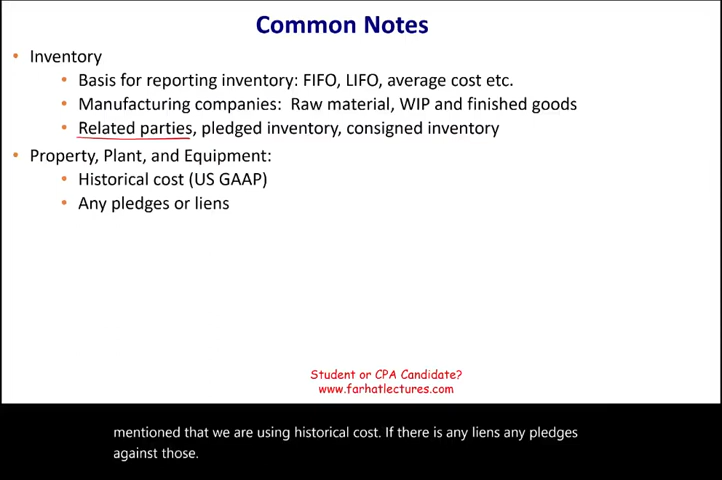 Common Notes
• Inventory
• Basis for reporting inventory: FIFO, LIFO, average cost etc.
• Manufacturing companies:  Raw material, WIP and finished goods
• Related parties, pledged inventory, consigned inventory
• Property, Plant, and Equipment:
• Historical cost (US GAAP)
• Any pledges or liens
Student or CPA Candidate?
www.farhatlectures.com
mentioned that we are using historical cost. If there is any liens any pledges
against those.